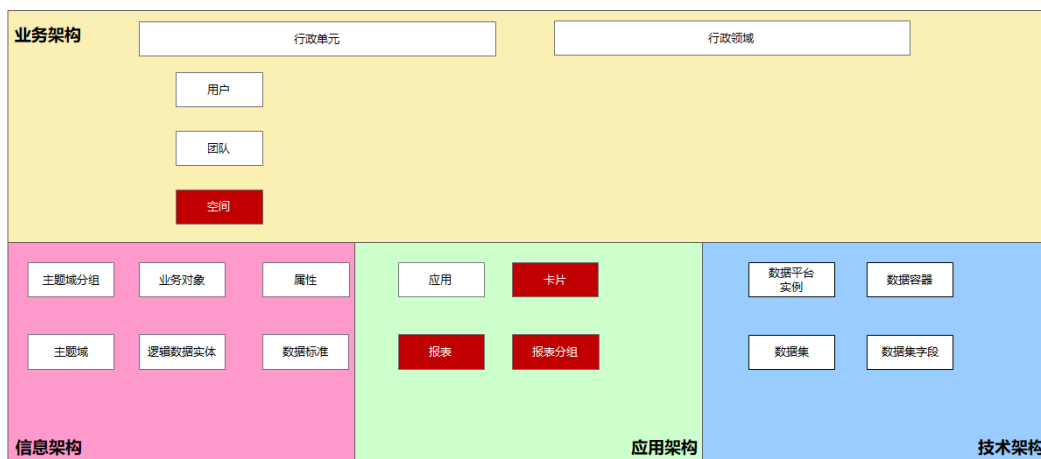 业务架构
行政单元
行政领域
用户
团队
空间
主题域分组
业务对象
属性
主题域
逻辑数据实体
数据标准
信息架构
应用
卡片
报表
报表分组
应用架构
数据平台
实例
数据容器
数据集
数据集字段
技术架构